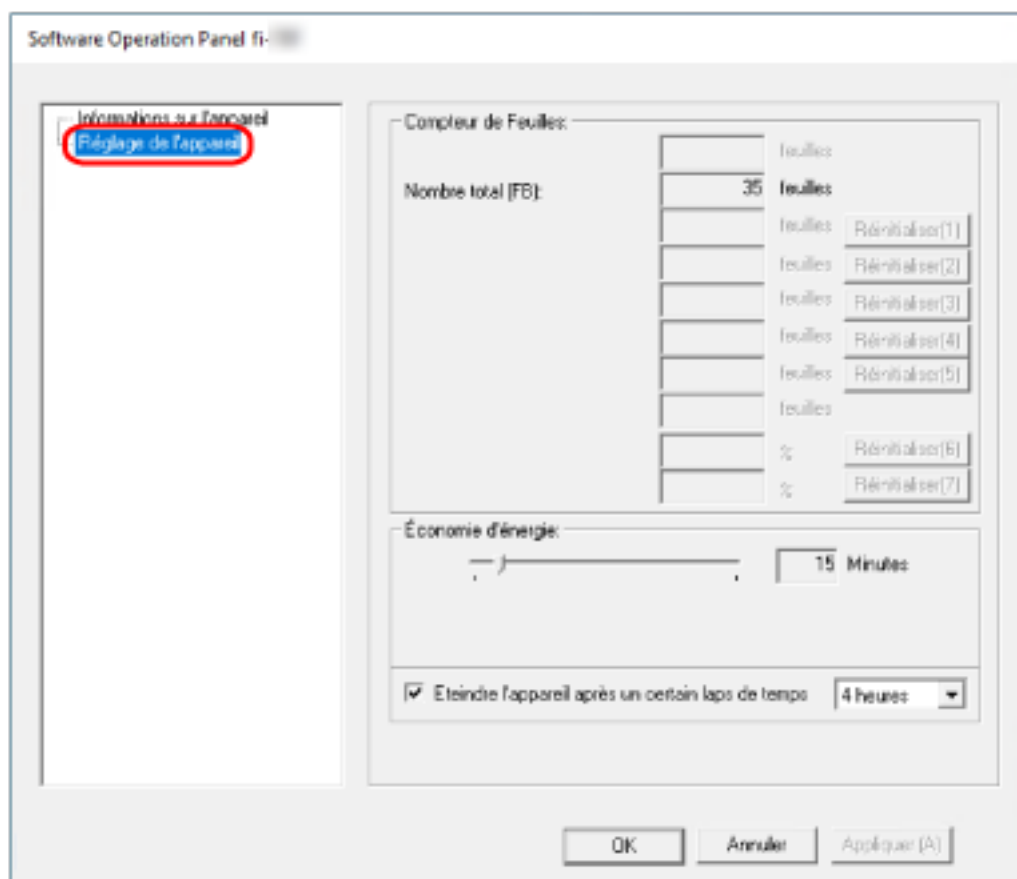 Software Operation Panel fi-
Informations sur l'appareil
Réglage de l'appareil
Compteur de Feuilles:
feuilles
Nombre total (FB): 35 feuilles
feuilles Réinitialiser(1)
feuilles Réinitialiser(2)
feuilles Réinitialiser(3)
feuilles Réinitialiser(4)
feuilles Réinitialiser(5)
feuilles
% Réinitialiser(6)
% Réinitialiser(7)
Économie d'énergie:
15 Minutes
Eteindre l'appareil après un certain laps de temps 4 heures
OK Annuler Appliquer (A)